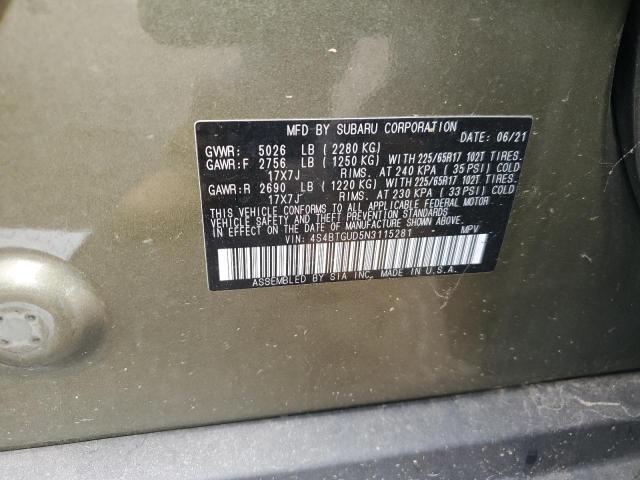 MFD BY SUBARU CORPORATION DATE: 06/21
GVWR: 5026 LB ( 2280 KG)
GAWR:F 2756 LB ( 1250 KG) WITH 225/65R17 102T TIRES.
17X7J RIMS. AT 240 KPA ( 35 PSI) COLD
GAWR:R 2690 LB ( 1220 KG) WITH 225/65R17 102T TIRES.
17X7J RIMS. AT 230 KPA ( 33 PSI) COLD
THIS VEHICLE CONFORMS TO ALL APPLICABLE FEDERAL MOTOR
VEHICLE SAFETY AND THEFT PREVENTION STANDARDS
IN EFFECT ON THE DATE OF MANUFACTURE SHOWN ABOVE.
VIN: 4S4BTGUD5N3115281 MPV
ASSEMBLED BY SIA INC, MADE IN U.S.A.